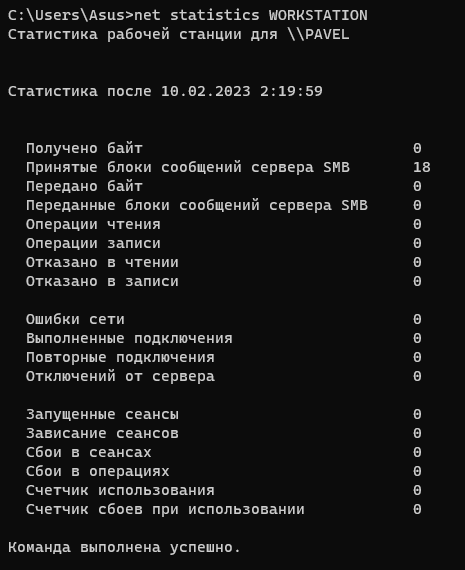 C:\Users\Asus>net statistics WORKSTATION
Статистика рабочей станции для \\PAVEL
Статистика после 10.02.2023 2:19:59
Получено байт 0
Принятые блоки сообщений сервера SMB 18
Передано байт 0
Переданные блоки сообщений сервера SMB 0
Операции чтения 0
Операции записи 0
Отказано в чтении 0
Отказано в записи 0
Ошибки сети 0
Выполненные подключения 0
Повторные подключения 0
Отключений от сервера 0
Запущенные сеансы 0
Зависание сеансов 0
Сбои в сеансах 0
Сбои в операциях 0
Счетчик использования 0
Счетчик сбоев при использовании 0
Команда выполнена успешно.